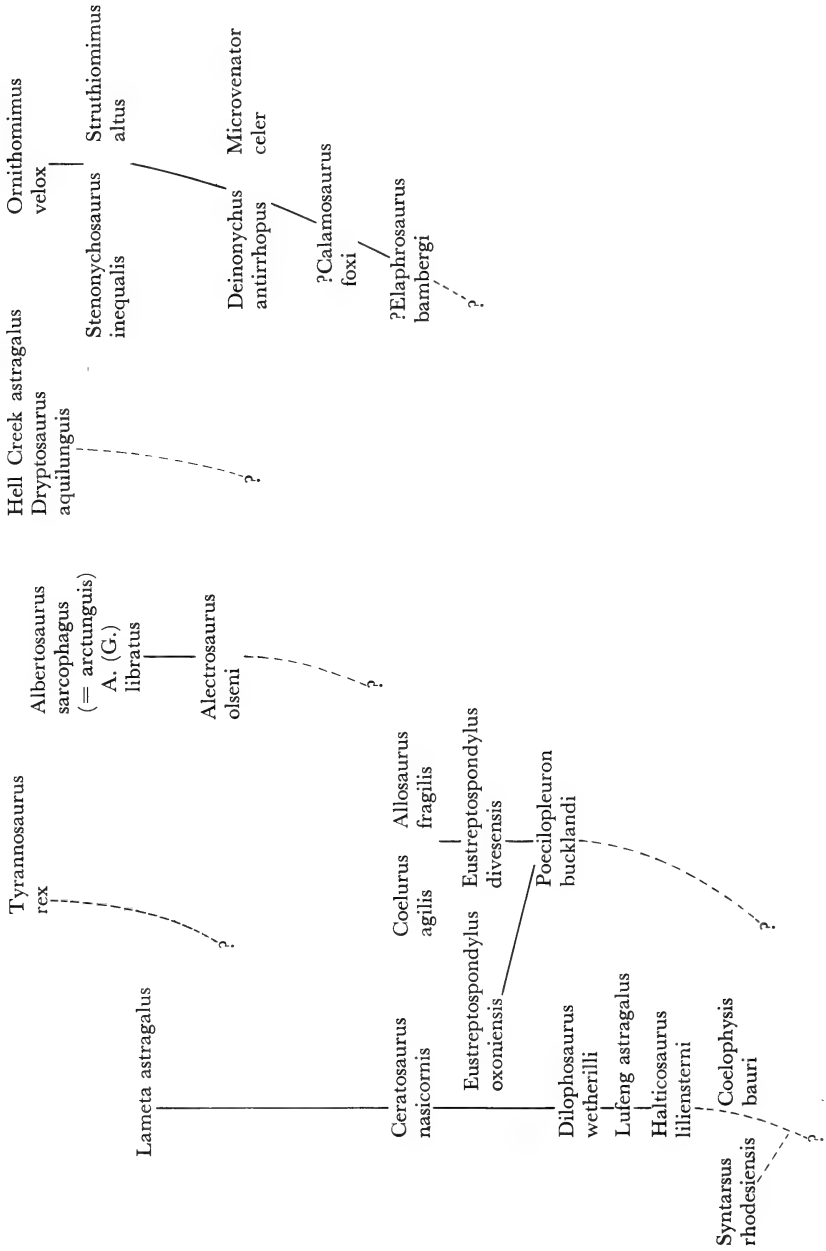 Ornithomimus
velox
Struthiomimus
altus
Stenonychosaurus
inequalis
Microvenator
celer
Deinonychus
antirrhopus
?Calamosaurus
foxi
?Elaphrosaurus
bambergi
?
Hell Creek astragalus
Dryptosaurus
aquilunguis
?
Albertosaurus
sarcophagus
(= arctunguis)
A. (G.)
libratus
Alectrosaurus
olseni
?
Tyrannosaurus
rex
?
Allosaurus
fragilis
Coelurus
agilis
Eustreptospondylus
divesensis
Eustreptospondylus
oxoniensis
Poecilopleuron
bucklandi
?
Lameta astragalus
Ceratosaurus
nasicornis
Dilophosaurus
wetherilli
Lufeng astragalus
Halticosaurus
liliensterni
Coelophysis
bauri
Syntarsus
rhodesiensis
?